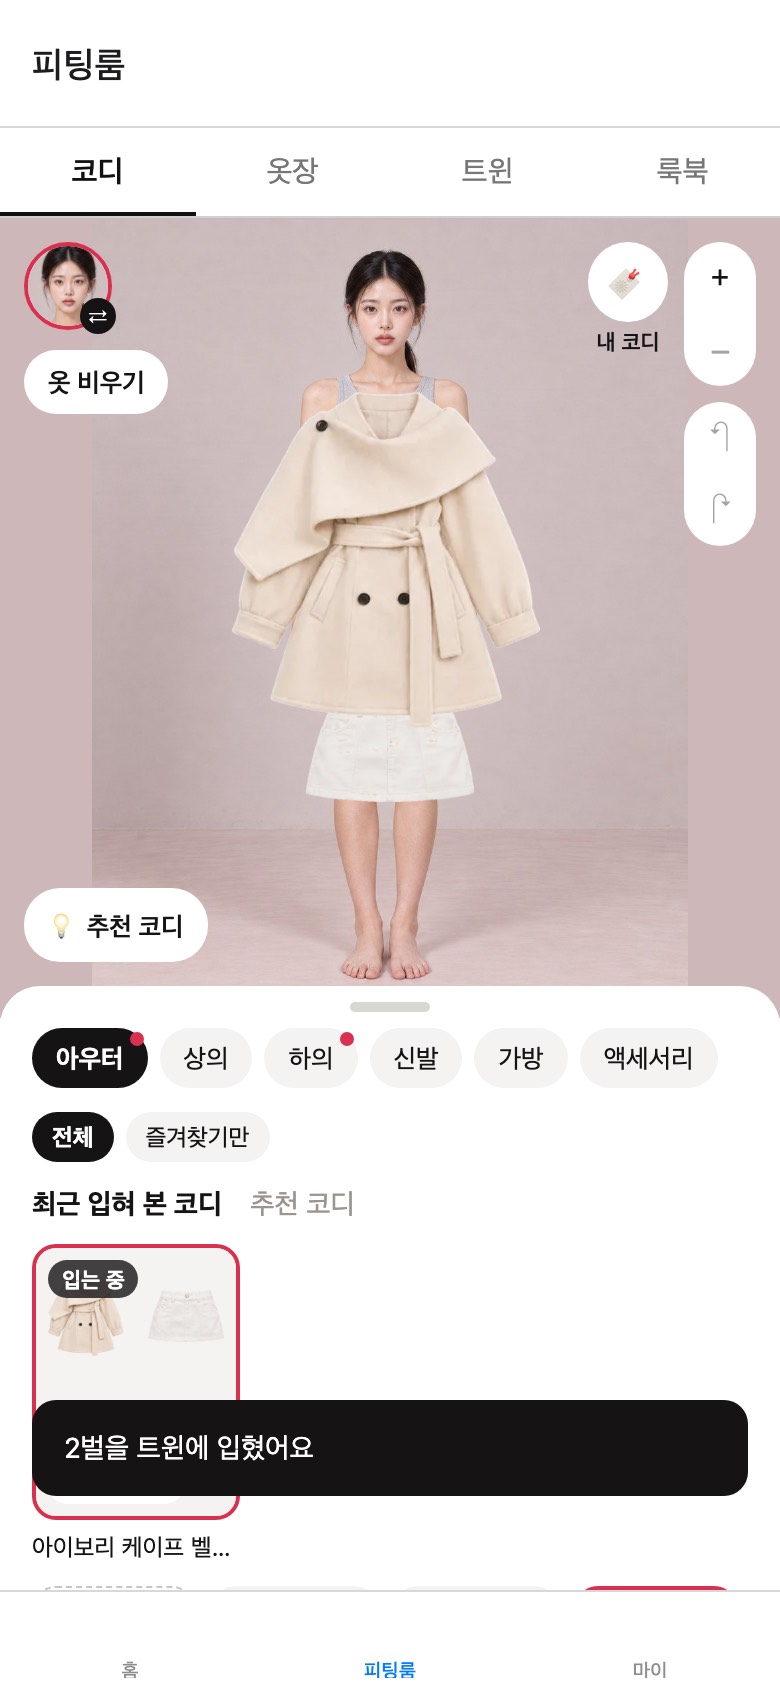 피팅룸
코디 옷장 트윈 룩북
옷 비우기
내 코디
+
−
추천 코디
아우터 상의 하의 신발 가방 액세서리
전체 즐겨찾기만
최근 입혀 본 코디 추천 코디
입는 중
2벌을 트윈에 입혔어요
아이보리 케이프 벨...
홈 피팅룸 마이